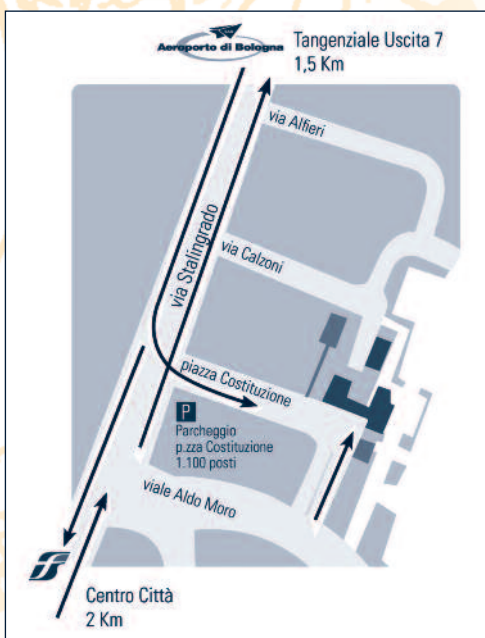 Aeroporto di Bologna
Tangenziale Uscita 7
1,5 Km
via Alfieri
via Stalingrado
via Calzoni
piazza Costituzione
P
Parcheggio
p.zza Costituzione
1.100 posti
viale Aldo Moro
Centro Città
2 Km